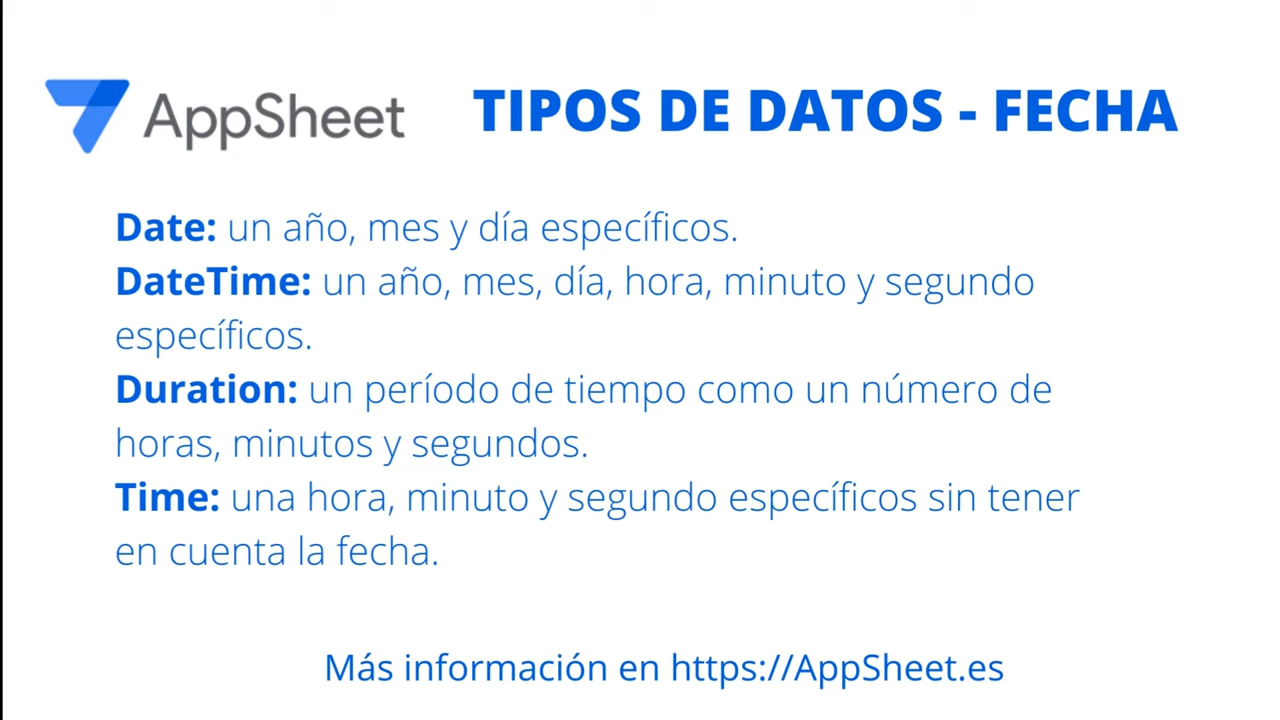 AppSheet TIPOS DE DATOS - FECHA
Date: un año, mes y día específicos.
DateTime: un año, mes, día, hora, minuto y segundo
específicos.
Duration: un período de tiempo como un número de
horas, minutos y segundos.
Time: una hora, minuto y segundo específicos sin tener
en cuenta la fecha.
Más información en https://AppSheet.es